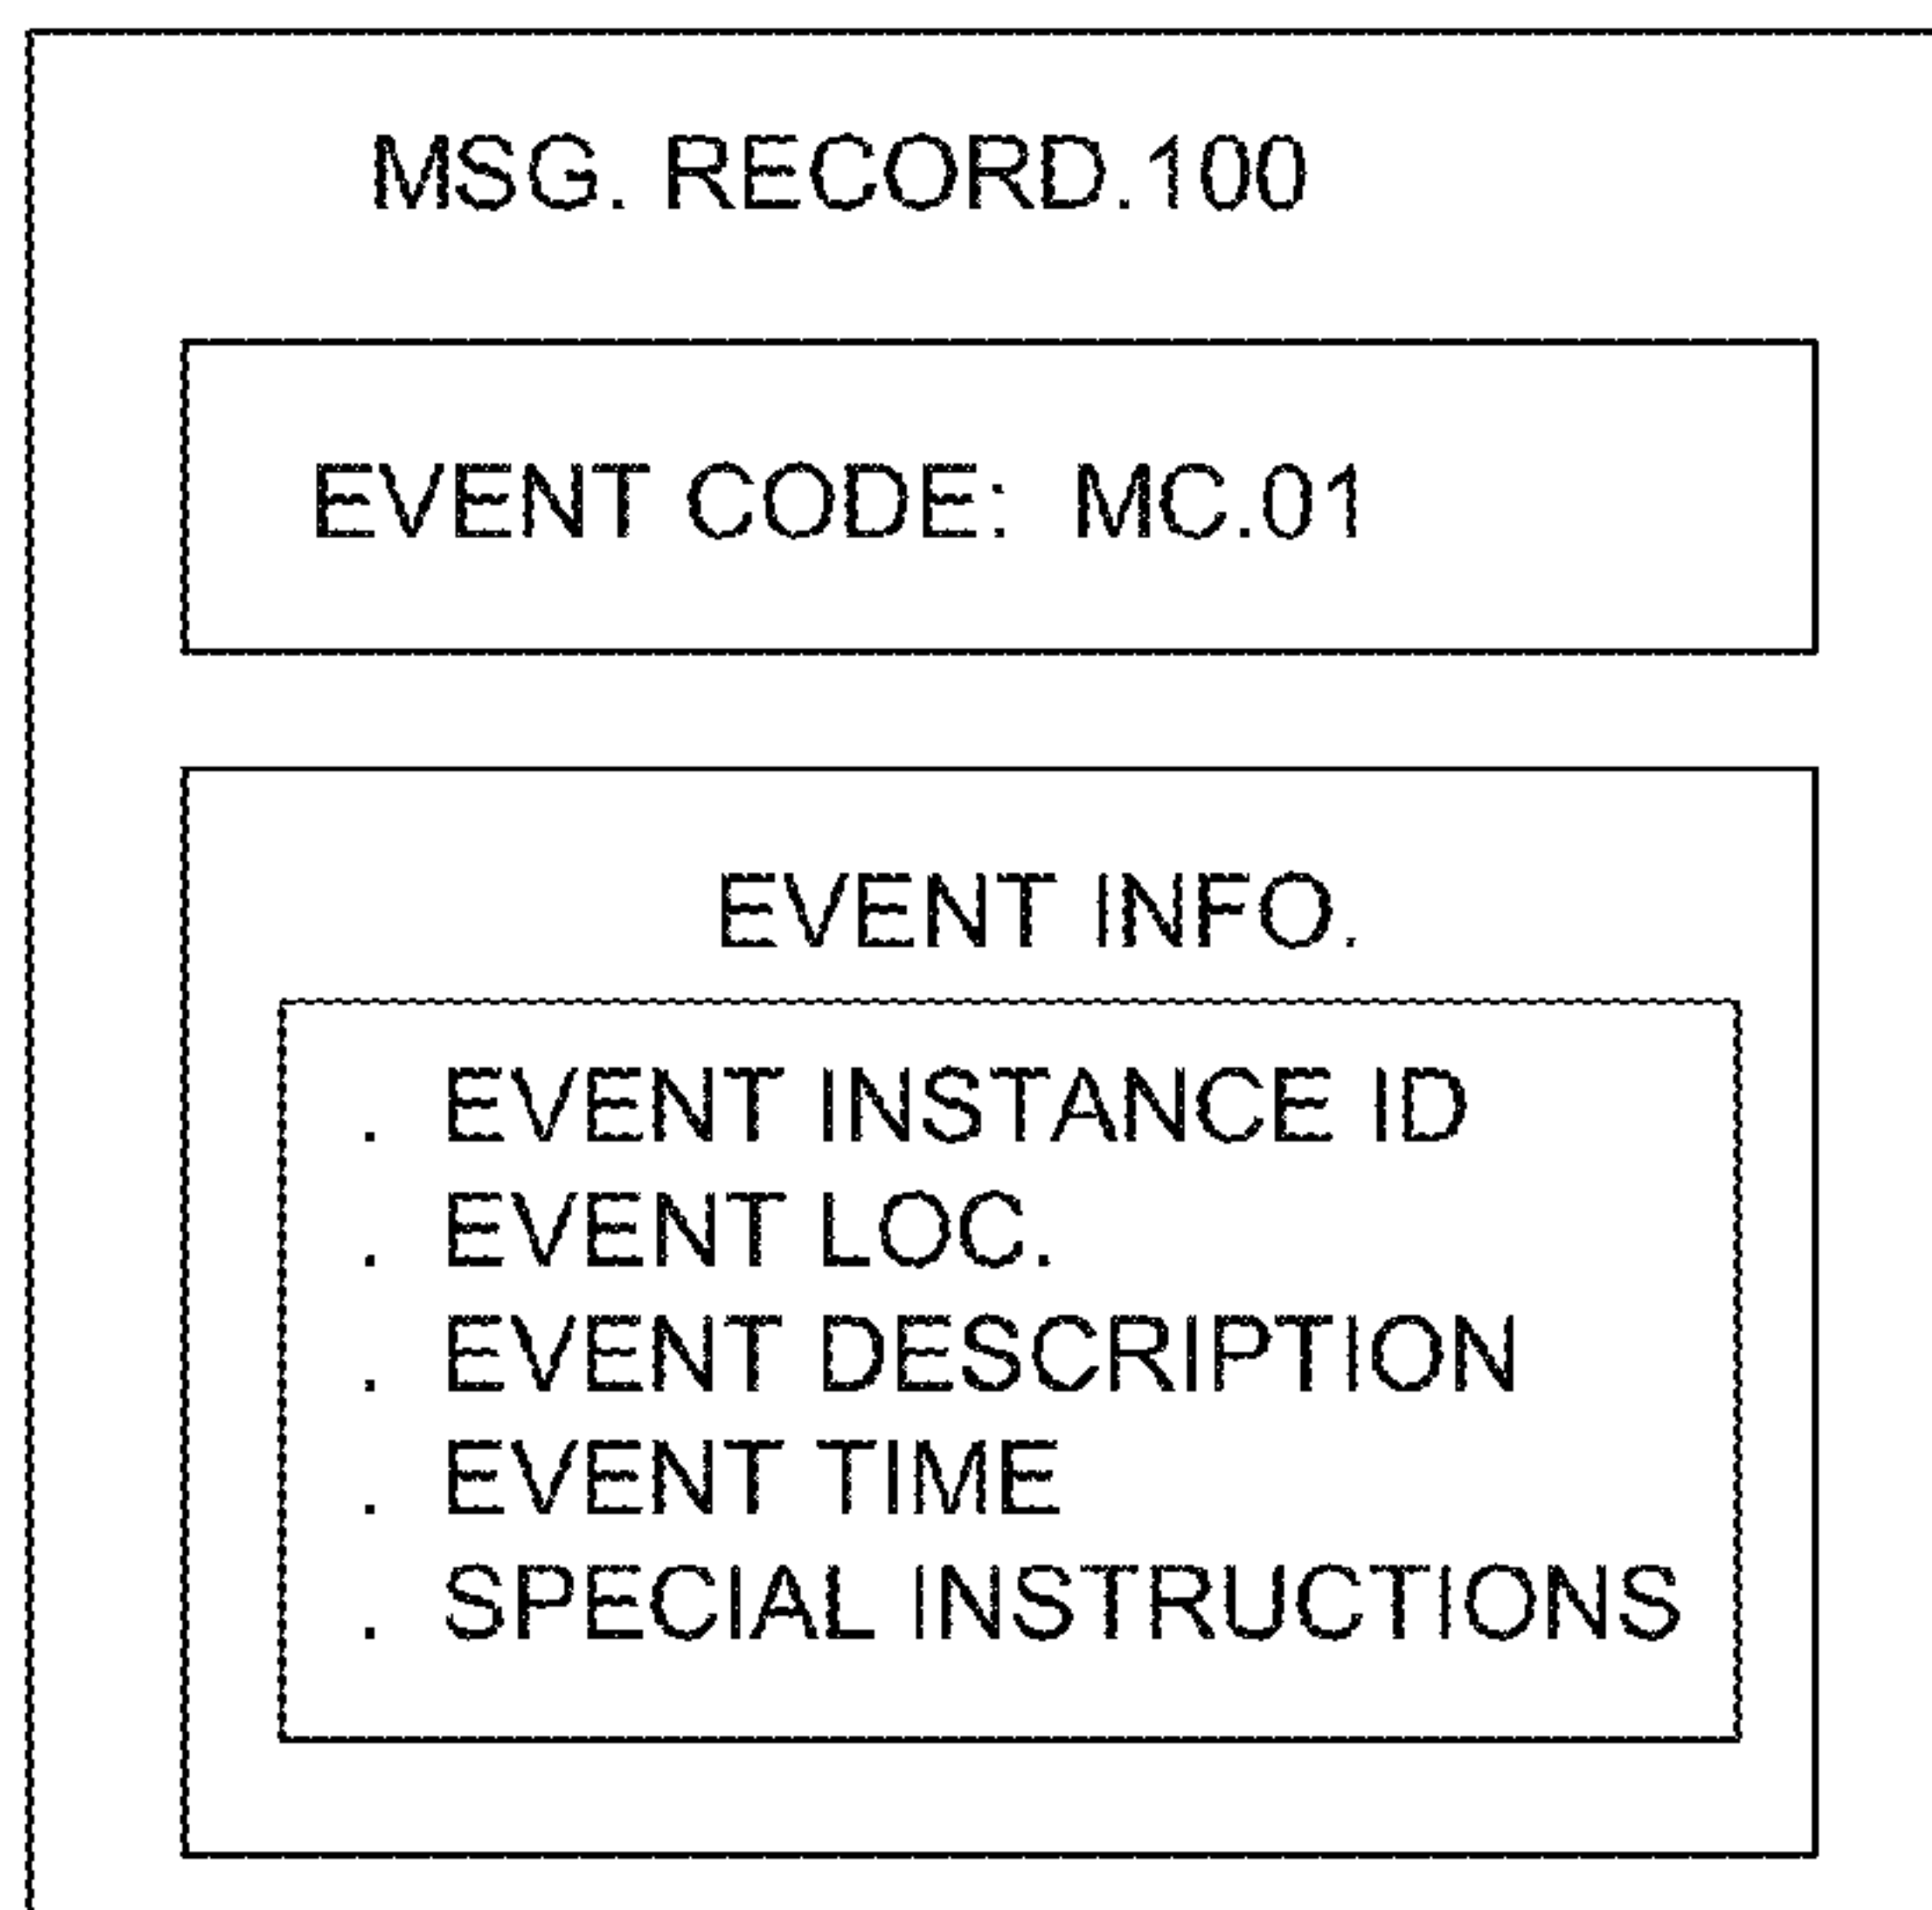 MSG. RECORD.100
EVENT CODE: MC.01
EVENT INFO.
. EVENT INSTANCE ID
. EVENT LOC.
. EVENT DESCRIPTION
. EVENT TIME
. SPECIAL INSTRUCTIONS